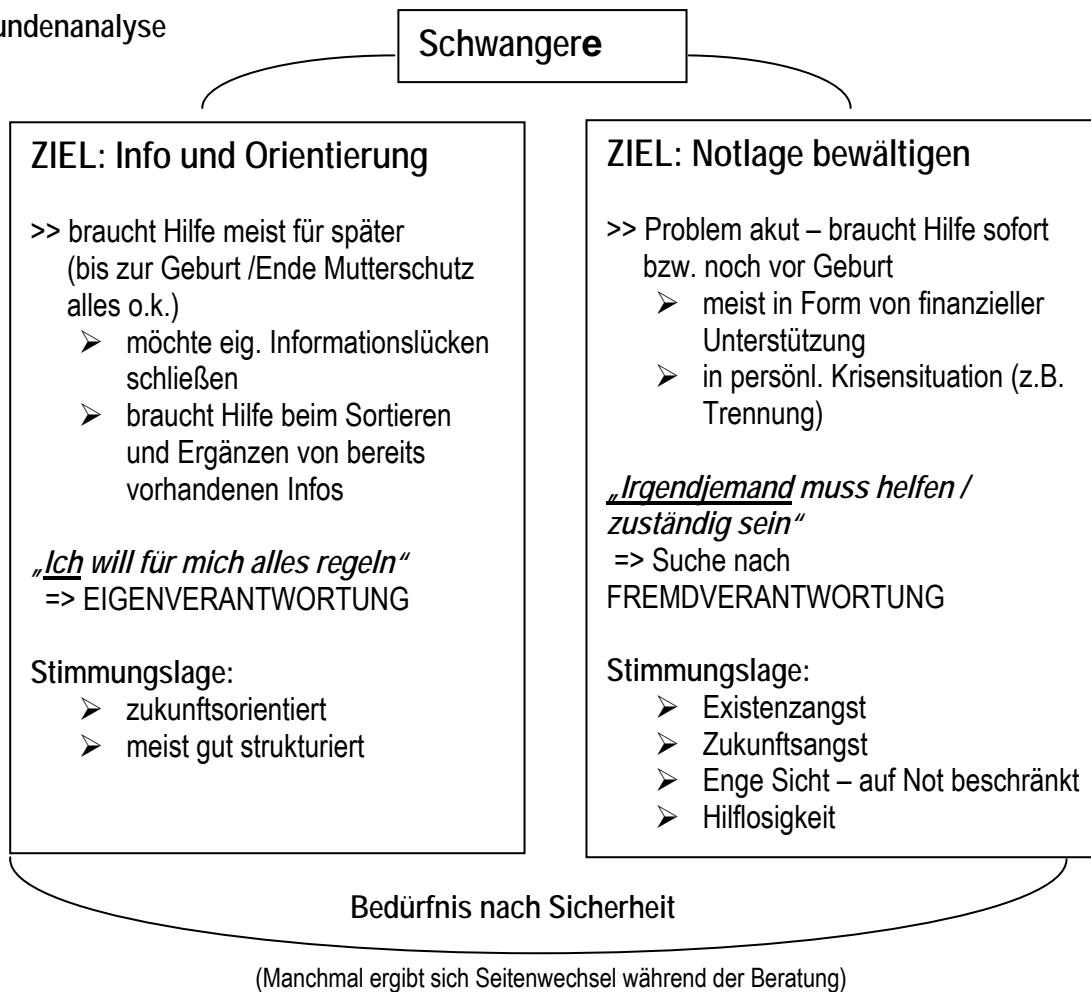 undenanalyse
Schwangere
ZIEL: Info und Orientierung
>> braucht Hilfe meist für später
(bis zur Geburt /Ende Mutterschutz
alles o.k.)
➢ möchte eig. Informationslücken
schließen
➢ braucht Hilfe beim Sortieren
und Ergänzen von bereits
vorhandenen Infos
„Ich will für mich alles regeln“
=> EIGENVERANTWORTUNG
Stimmungslage:
➢ zukunftsorientiert
➢ meist gut strukturiert
ZIEL: Notlage bewältigen
>> Problem akut – braucht Hilfe sofort
bzw. noch vor Geburt
➢ meist in Form von finanzieller
Unterstützung
➢ in persönl. Krisensituation (z.B.
Trennung)
„Irgendjemand muss helfen /
zuständig sein“
=> Suche nach
FREMDVERANTWORTUNG
Stimmungslage:
➢ Existenzangst
➢ Zukunftsangst
➢ Enge Sicht – auf Not beschränkt
➢ Hilflosigkeit
Bedürfnis nach Sicherheit
(Manchmal ergibt sich Seitenwechsel während der Beratung)